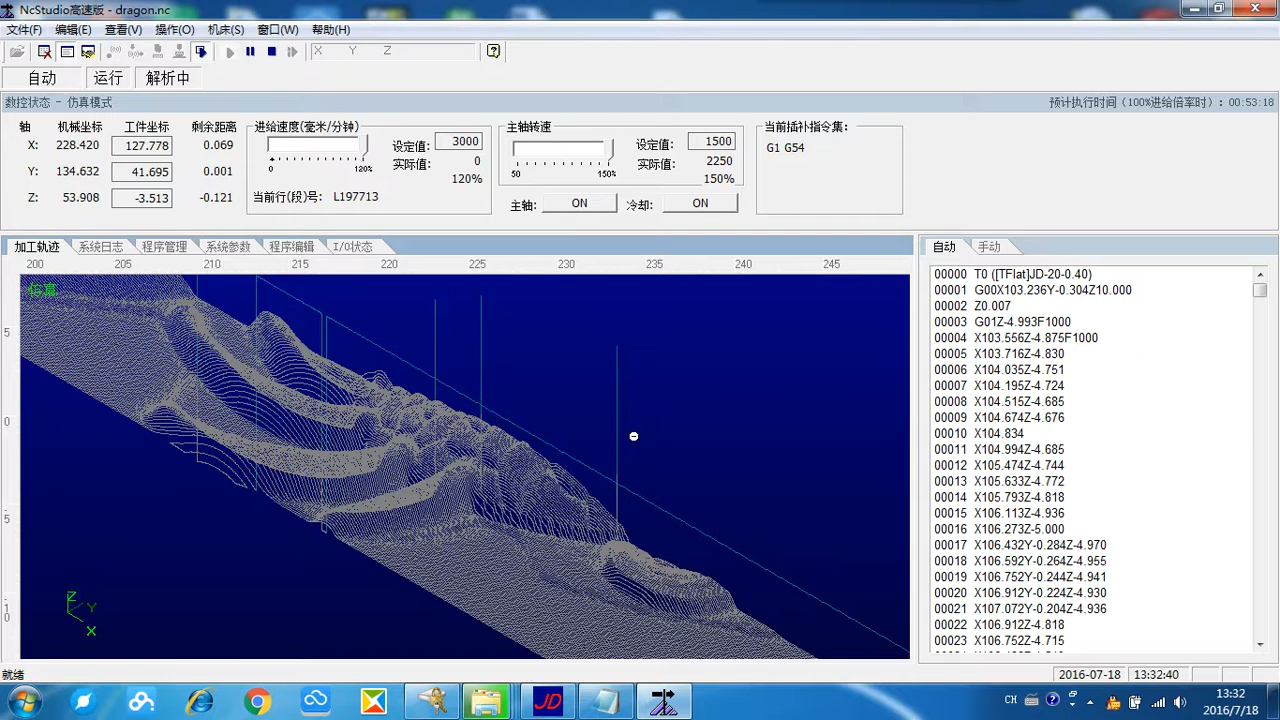 NcStudio高速版 - dragon.nc
文件(F) 编辑(E) 查看(V) 操作(O) 机床(S) 窗口(W) 帮助(H)
X Y Z
自动 运行 解析中
数控状态 - 仿真模式 预计执行时间（100%进给倍率时）: 00:53:18
轴 机械坐标 工件坐标 剩余距离
X: 228.420 127.778 0.069
Y: 134.632 41.695 0.001
Z: 53.908 -3.513 -0.121
进给速度(毫米/分钟)
0 120%
设定值: 3000
实际值: 0
120%
当前行(段)号: L197713
主轴转速
50 150%
设定值: 1500
实际值: 2250
150%
主轴: ON 冷却: ON
当前插补指令集:
G1 G54
加工轨迹 系统日志 程序管理 系统参数 程序编辑 I/O状态
200 205 210 215 220 225 230 235 240 245
仿真
5
0
5
-10
Z
Y
X
自动 手动
00000 T0 ([TFlat]JD-20-0.40)
00001 G00X103.236Y-0.304Z10.000
00002 Z0.007
00003 G01Z-4.993F1000
00004 X103.556Z-4.875F1000
00005 X103.716Z-4.830
00006 X104.035Z-4.751
00007 X104.195Z-4.724
00008 X104.515Z-4.685
00009 X104.674Z-4.676
00010 X104.834
00011 X104.994Z-4.685
00012 X105.474Z-4.744
00013 X105.633Z-4.772
00014 X105.793Z-4.818
00015 X106.113Z-4.936
00016 X106.273Z-5.000
00017 X106.432Y-0.284Z-4.970
00018 X106.592Y-0.264Z-4.955
00019 X106.752Y-0.244Z-4.941
00020 X106.912Y-0.224Z-4.930
00021 X107.072Y-0.204Z-4.936
00022 X106.912Z-4.818
00023 X106.752Z-4.715
就绪
2016-07-18 13:32:40
JD
CH
13:32
2016/7/18